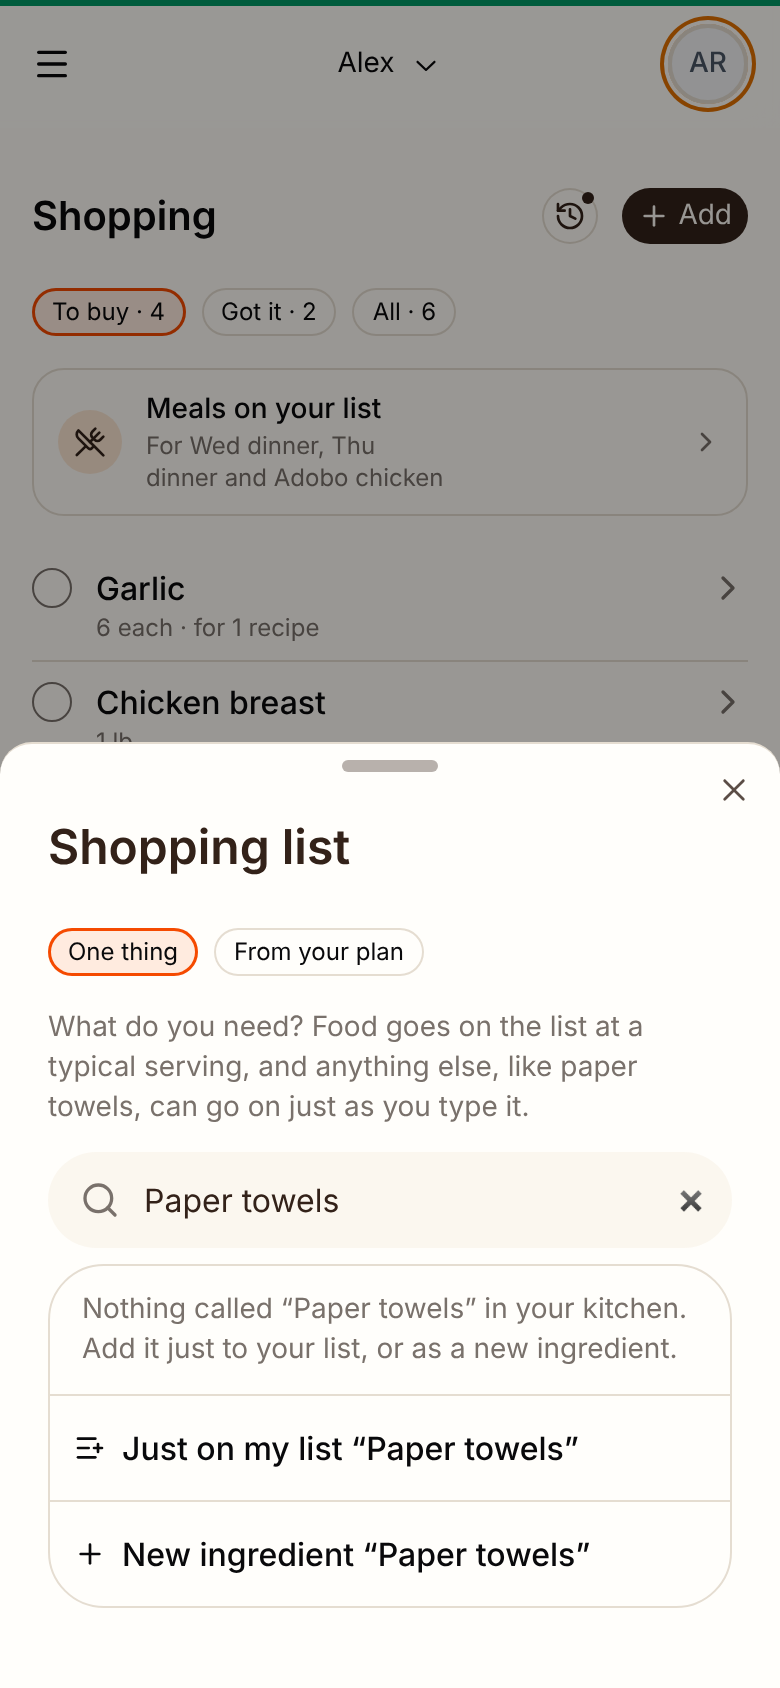 Alex
AR
Shopping
Add
To buy · 4
Got it · 2
All · 6
Meals on your list
For Wed dinner, Thu
dinner and Adobo chicken
Garlic
6 each · for 1 recipe
Chicken breast
1 lb
Shopping list
One thing
From your plan
What do you need? Food goes on the list at a
typical serving, and anything else, like paper
towels, can go on just as you type it.
Paper towels
Nothing called “Paper towels” in your kitchen.
Add it just to your list, or as a new ingredient.
Just on my list “Paper towels”
New ingredient “Paper towels”